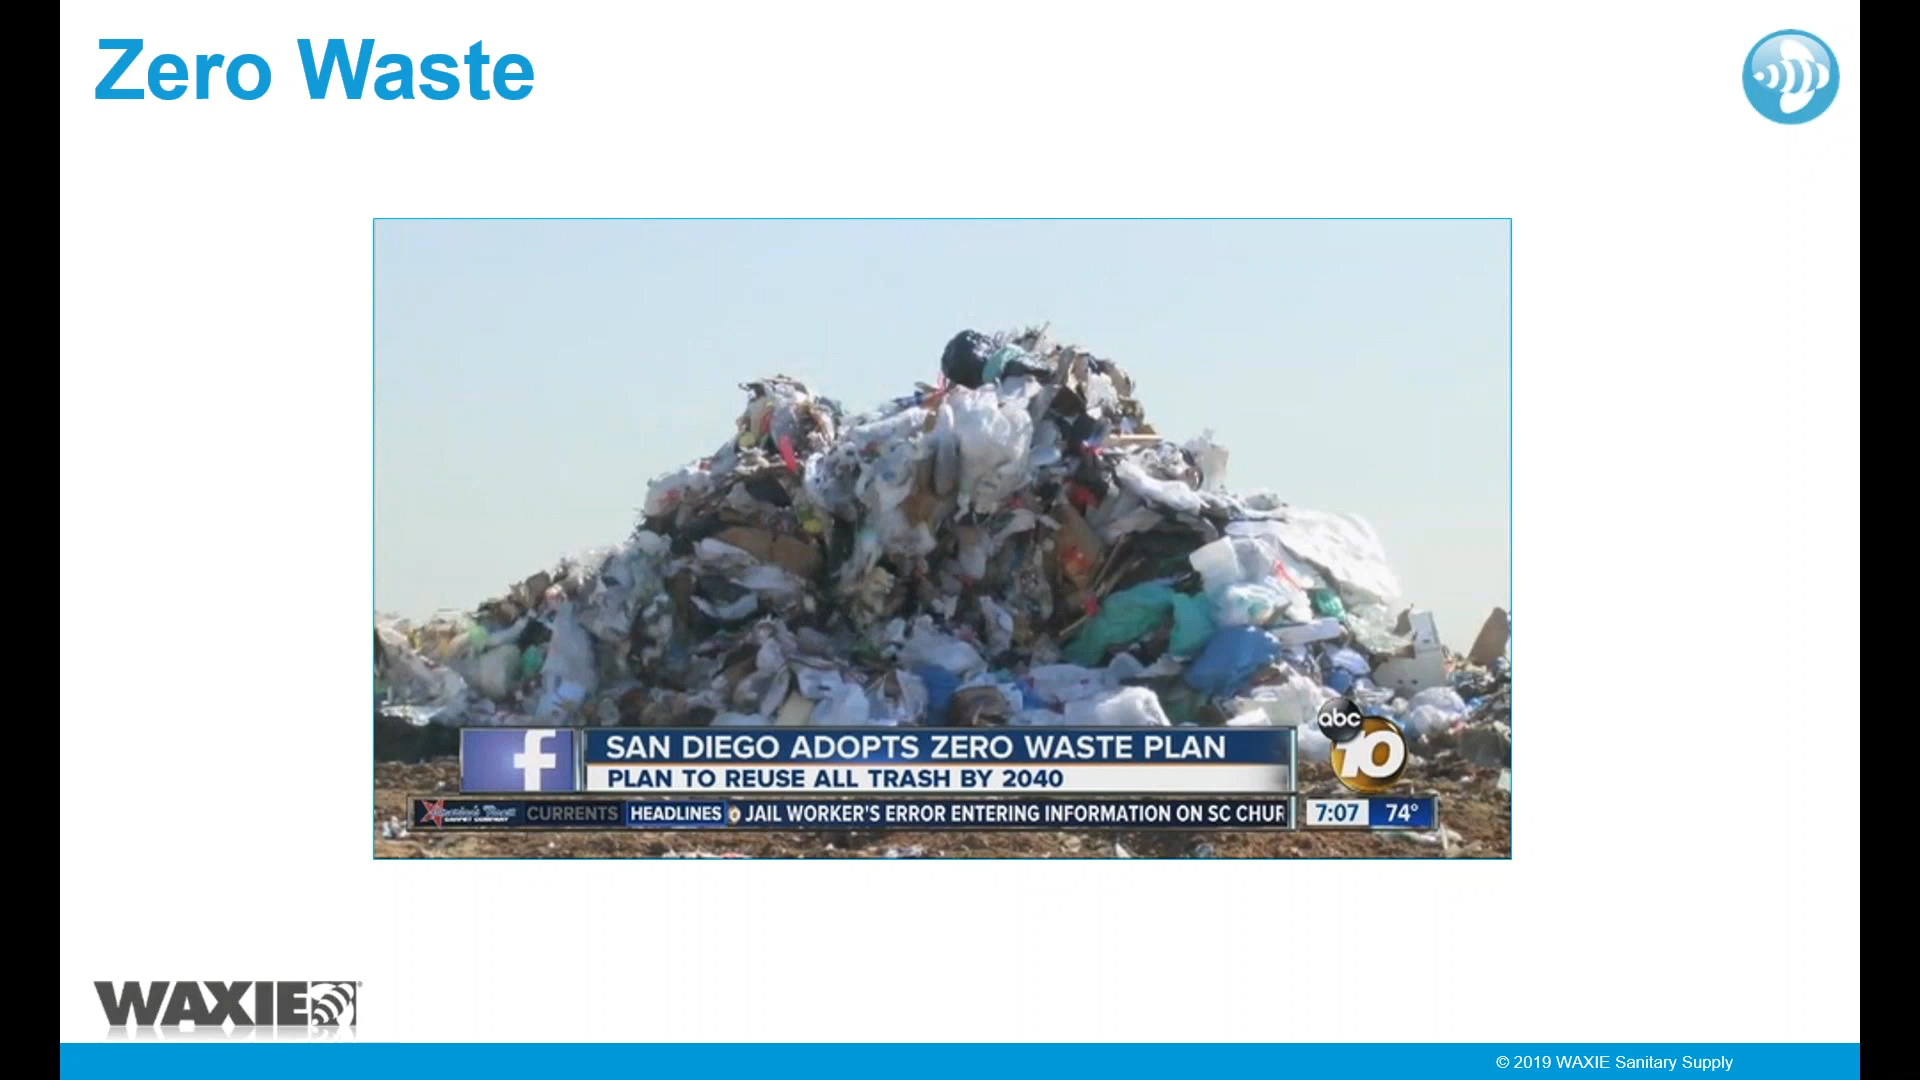 Zero Waste
SAN DIEGO ADOPTS ZERO WASTE PLAN
PLAN TO REUSE ALL TRASH BY 2040
abc
10
CURRENTS HEADLINES JAIL WORKER'S ERROR ENTERING INFORMATION ON SC CHUR
7:07 74°
WAXIE
© 2019 WAXIE Sanitary Supply